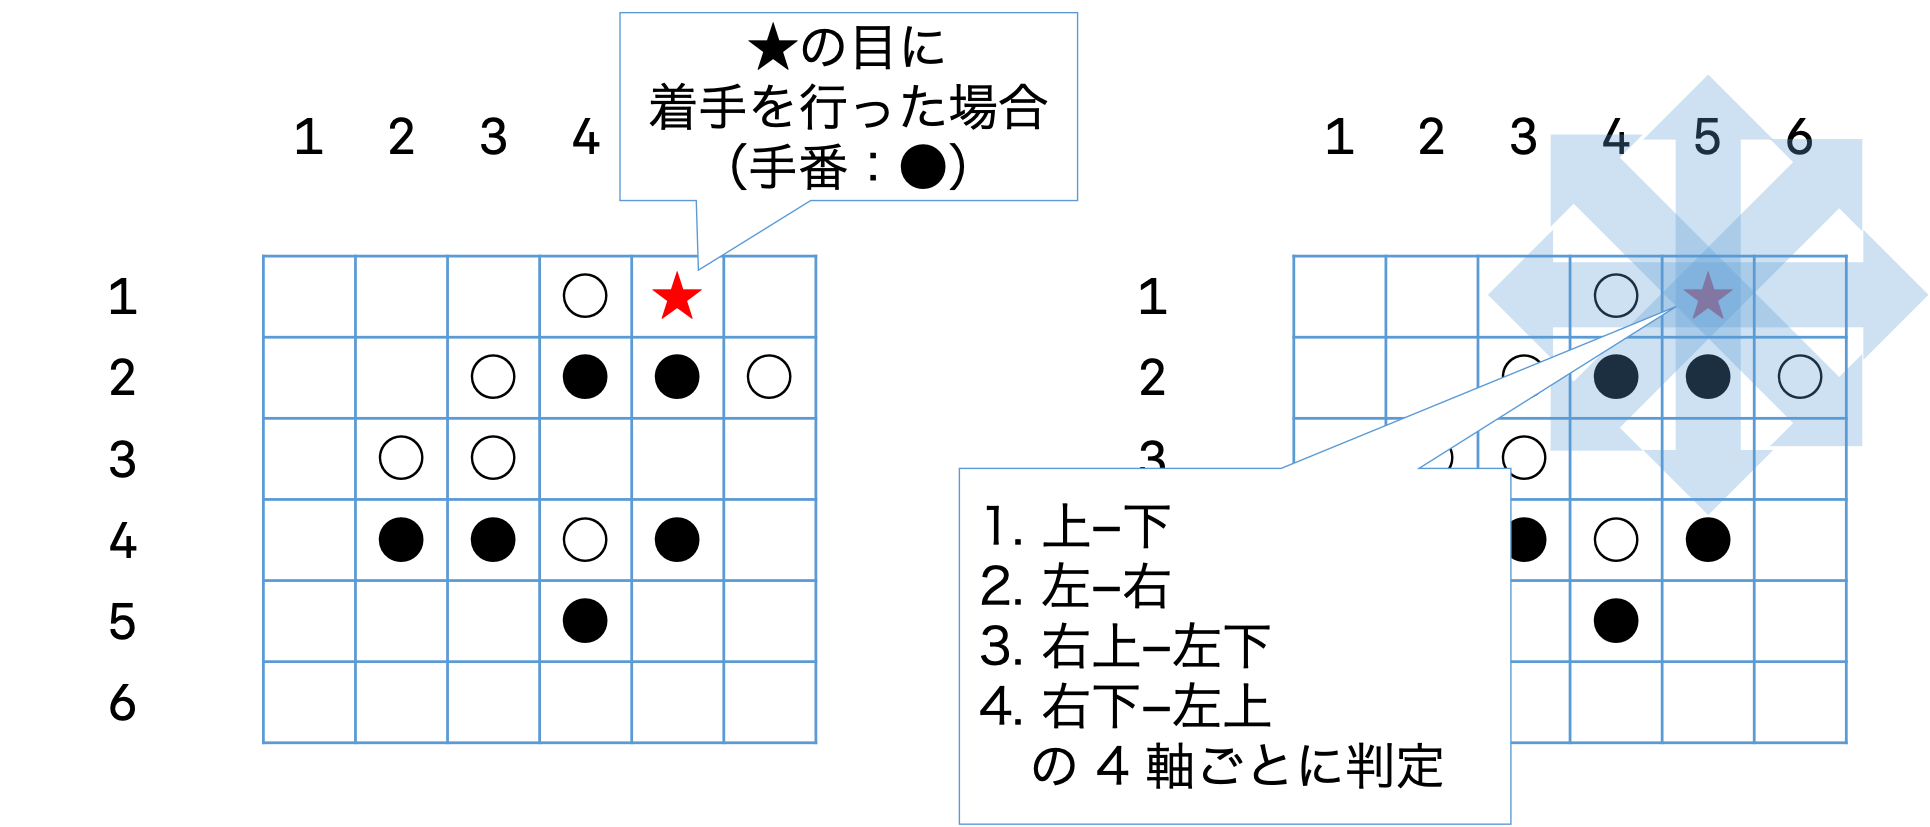 ★の目に
着手を行った場合
(手番：●)
1 2 3 4
1
2
3
4
5
6
1 2 3 4 5 6
1
2
3
1. 上−下
2. 左−右
3. 右上−左下
4. 右下−左上
の 4 軸ごとに判定